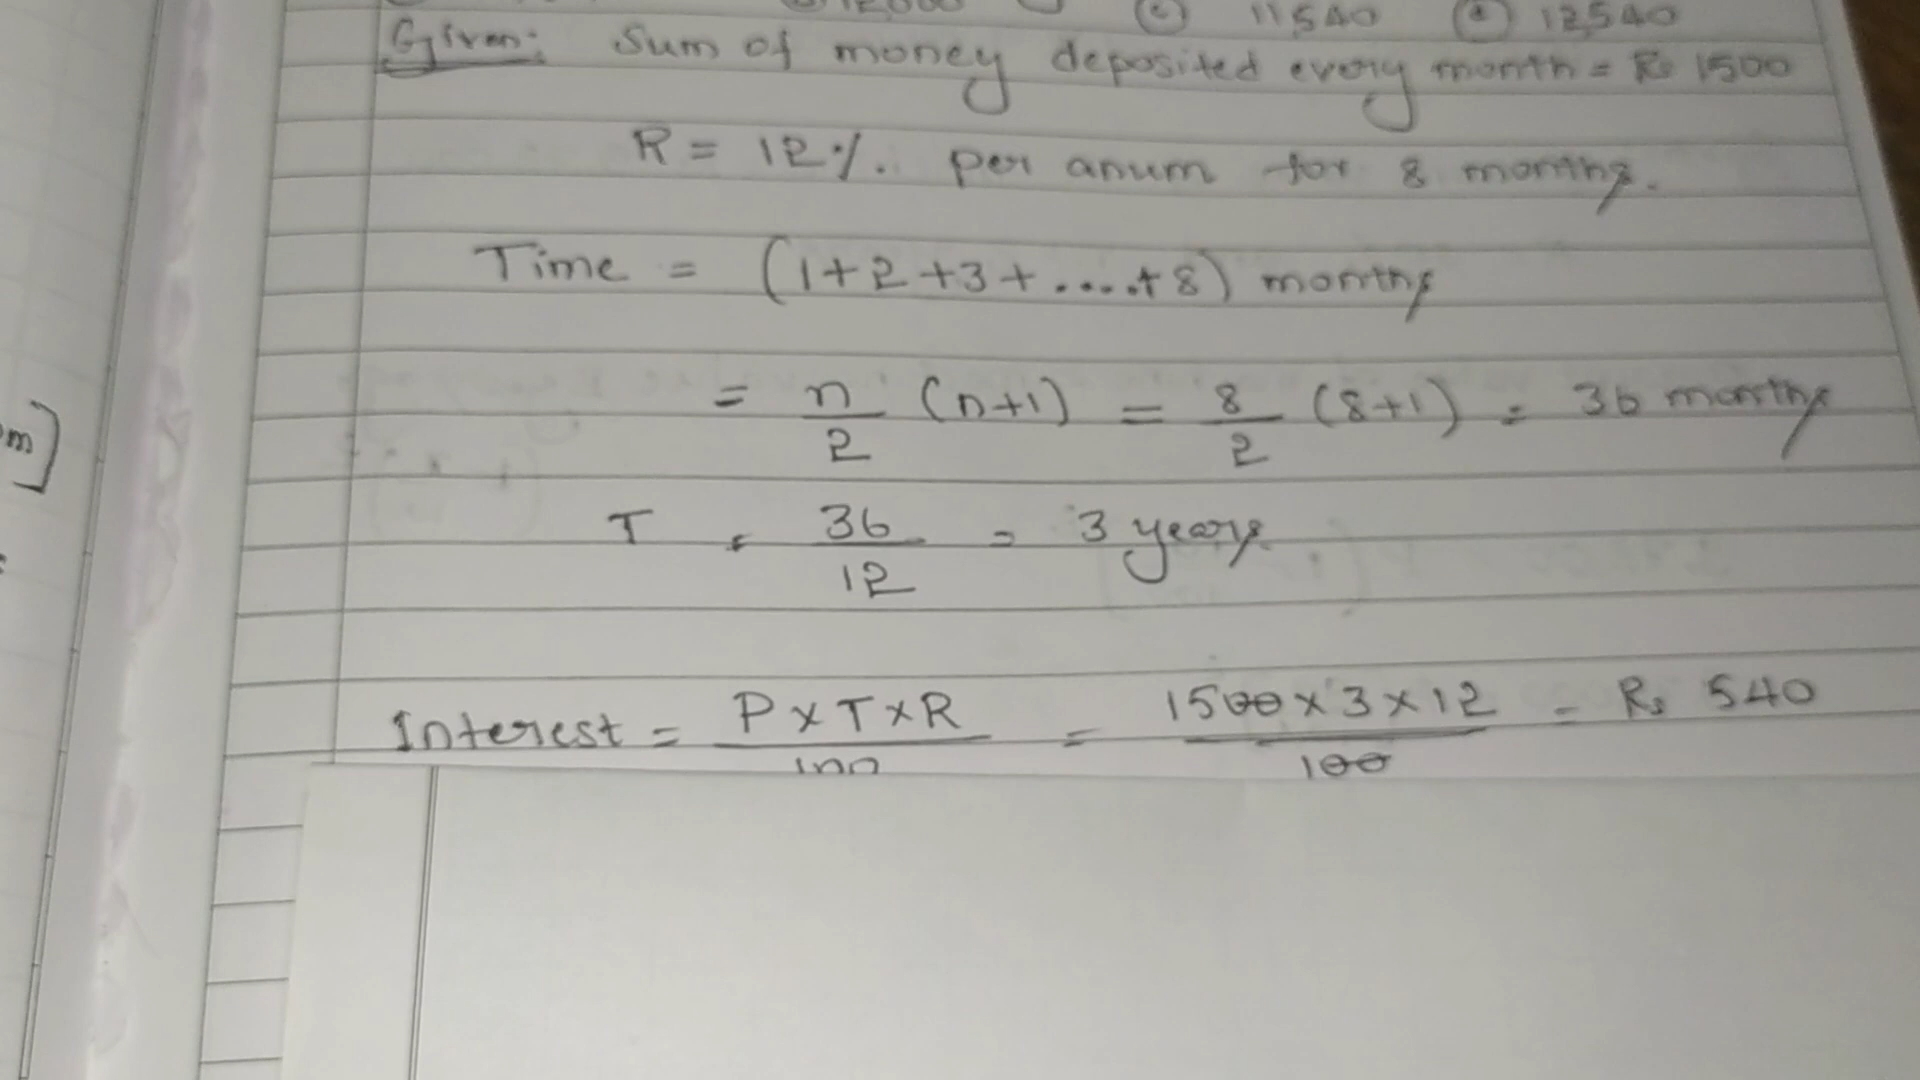 (c) 11540 (d) 12540
Given: Sum of money deposited every month = Rs 1500
R = 12%. per anum for 8 months.
Time = (1+2+3+.....+8) months
= n/2 (n+1) = 8/2 (8+1) = 36 months
T = 36/12 = 3 years.
Interest = P×T×R/100 = 1500×3×12/100 = Rs 540
m]